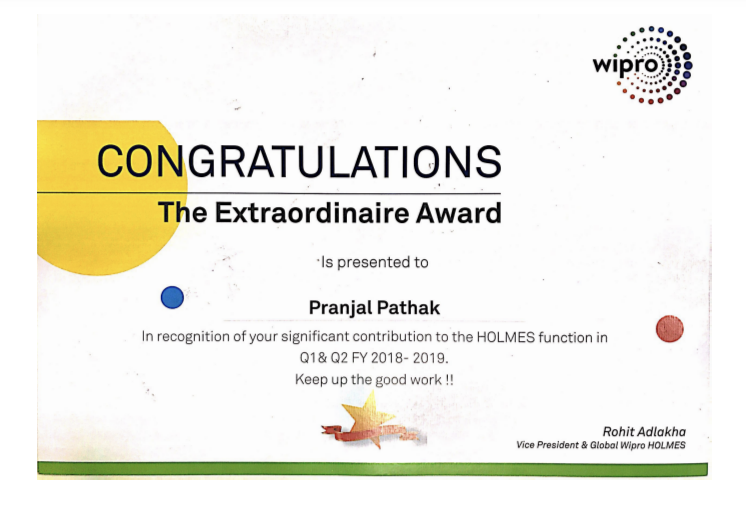 wipro
CONGRATULATIONS
The Extraordinaire Award
Is presented to
Pranjal Pathak
In recognition of your significant contribution to the HOLMES function in
Q1& Q2 FY 2018- 2019.
Keep up the good work !!
Rohit Adlakha
Vice President & Global Wipro HOLMES